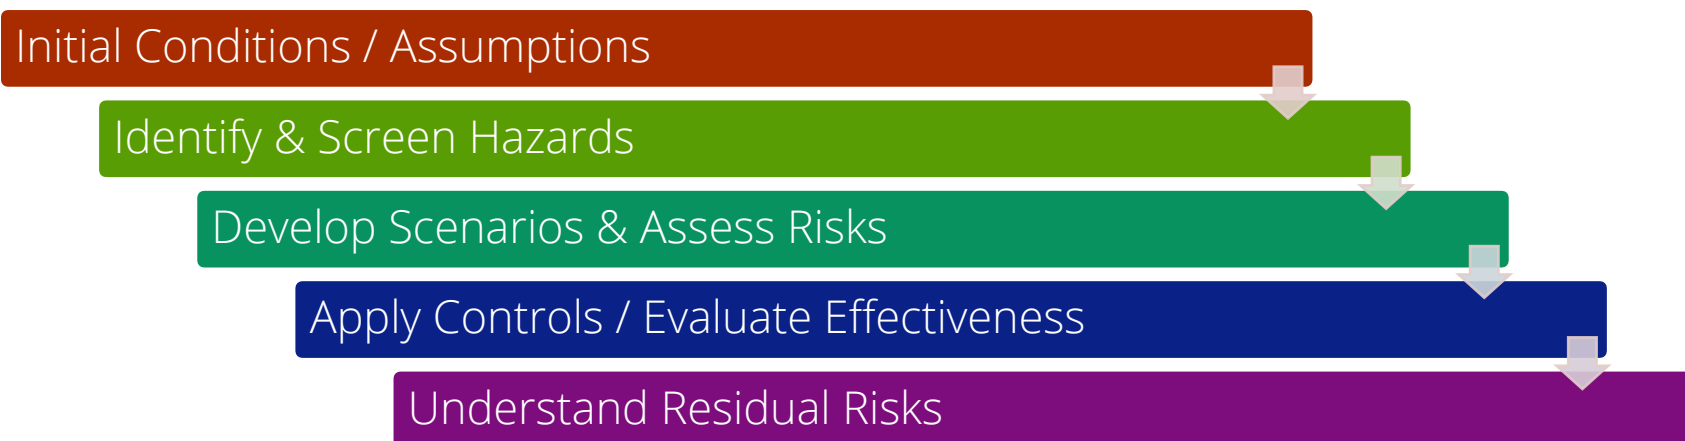 Initial Conditions / Assumptions
Identify & Screen Hazards
Develop Scenarios & Assess Risks
Apply Controls / Evaluate Effectiveness
Understand Residual Risks